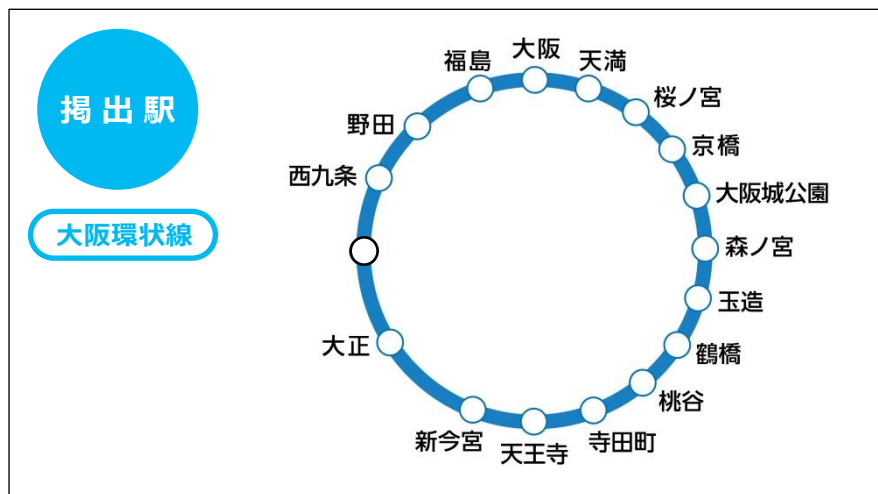 掲出駅
大阪環状線
大阪
福島
天満
桜ノ宮
野田
京橋
西九条
大阪城公園
森ノ宮
玉造
大正
鶴橋
桃谷
新今宮
寺田町
天王寺